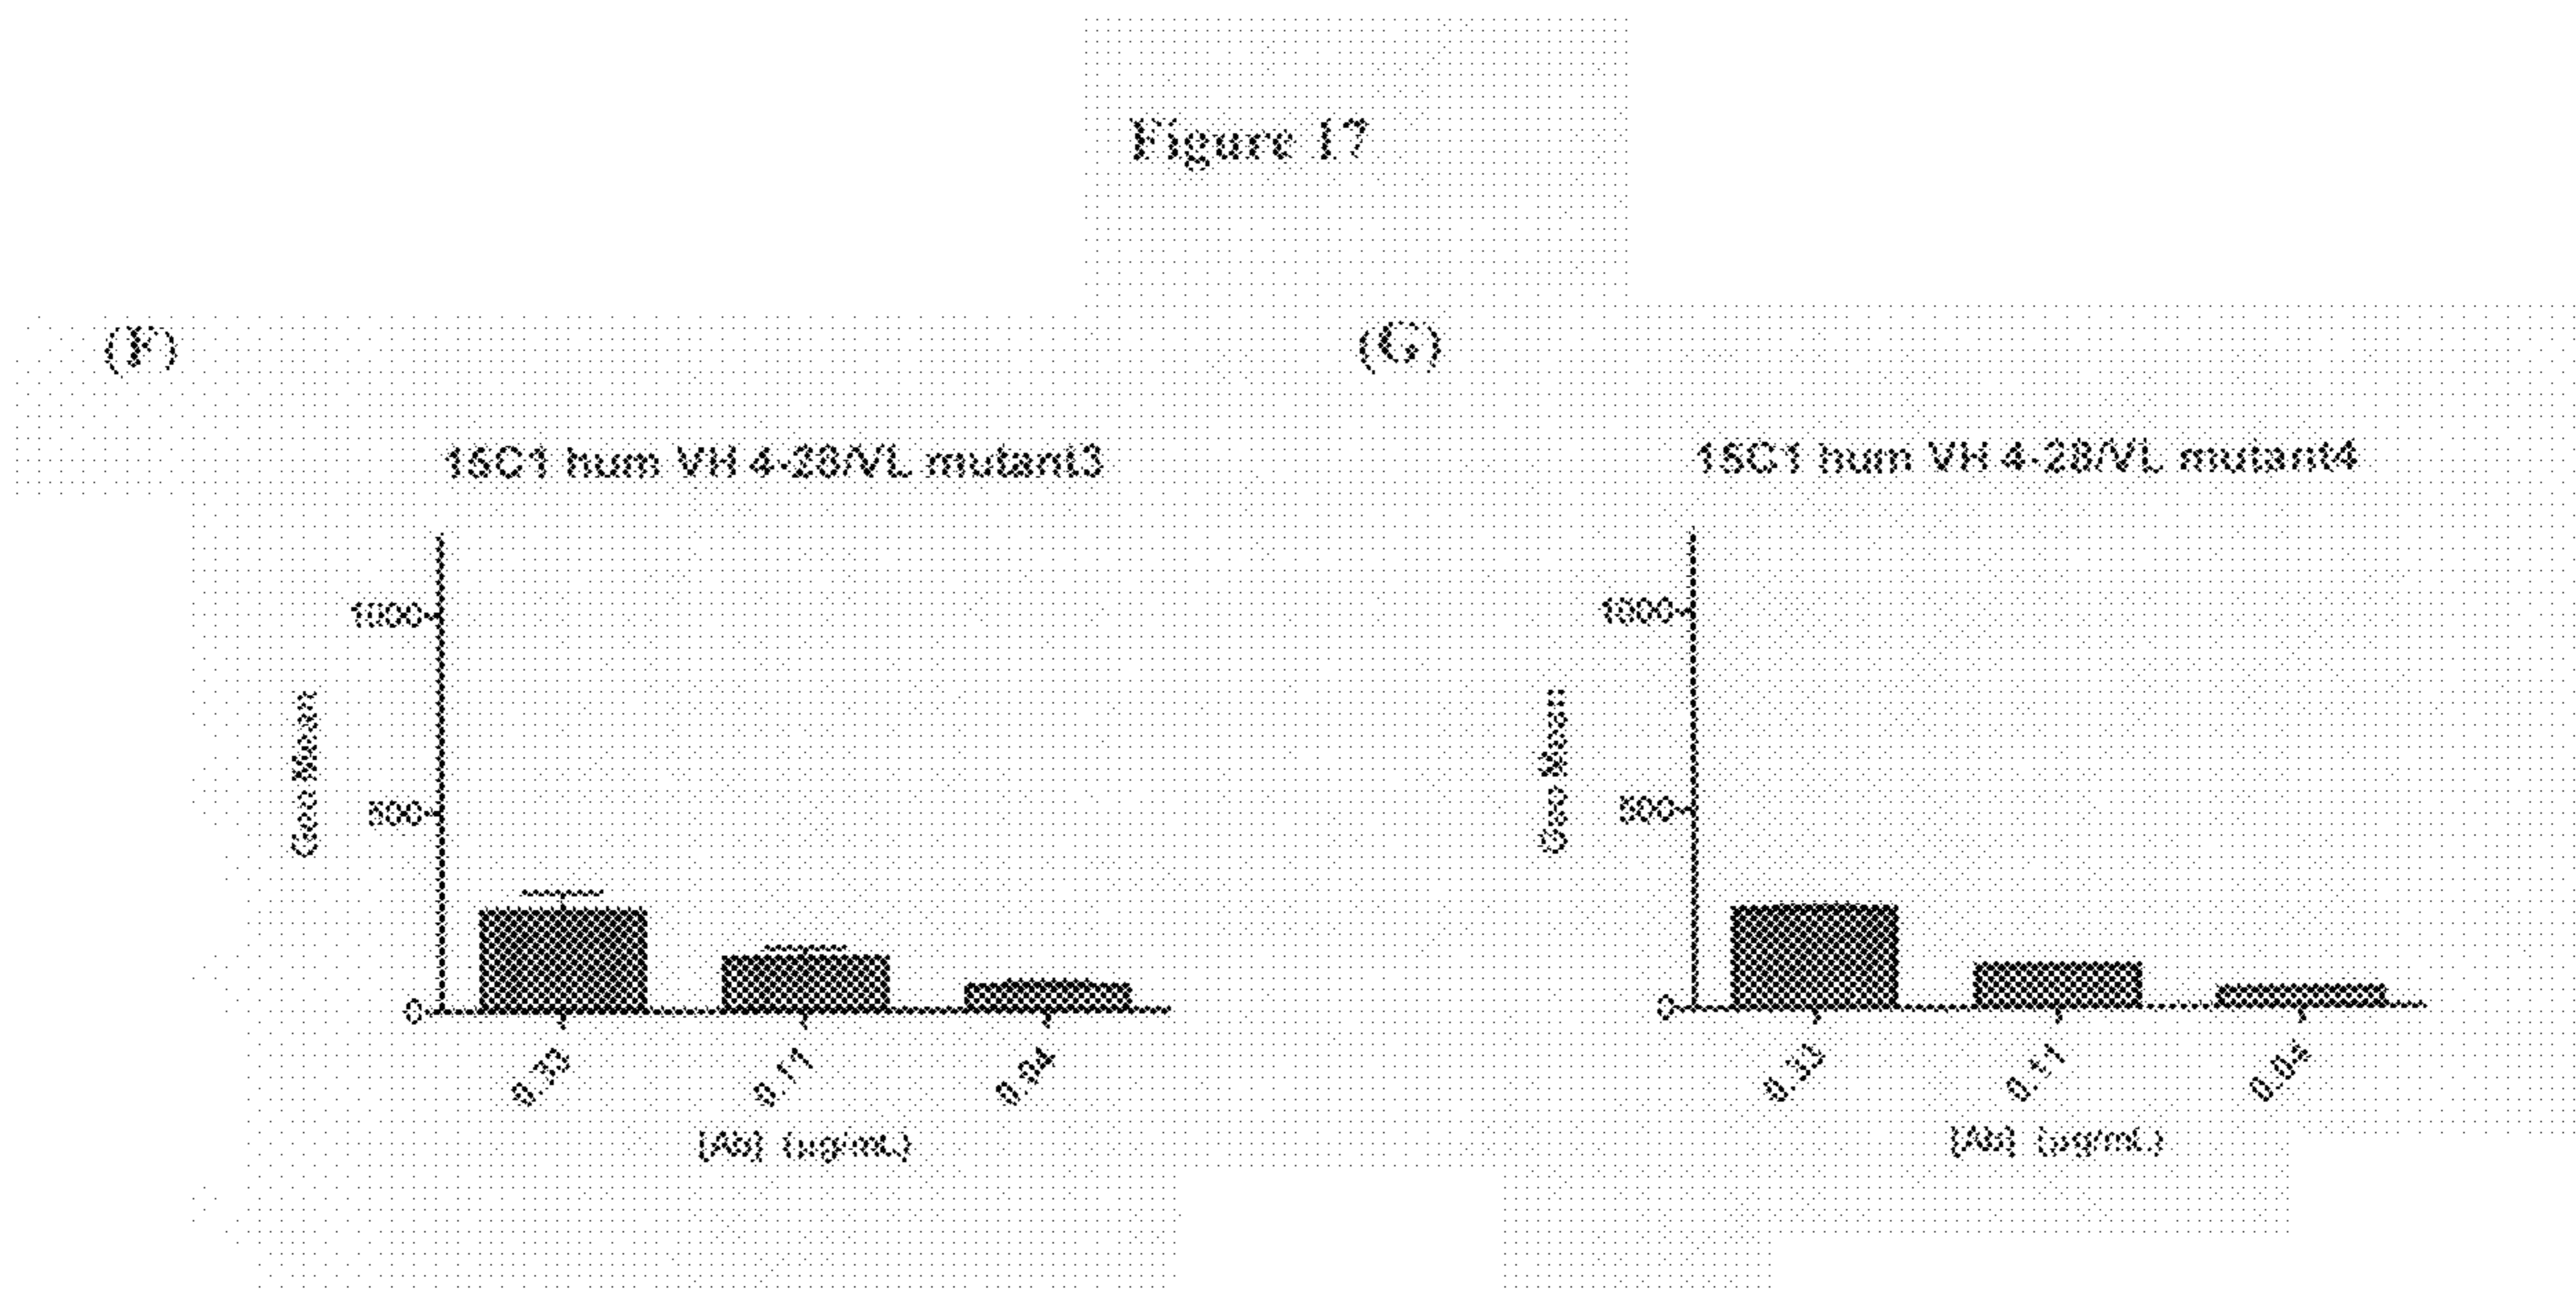 Figure 17
(F)
15C1 hum VH 4-28/VL mutant3
1000
500
0
Geo Mean
0.33
0.11
0.04
[Ab] (µg/mL)
(G)
15C1 hum VH 4-28/VL mutant4
1000
500
0
Geo Mean
0.33
0.11
0.04
[Ab] (µg/mL)